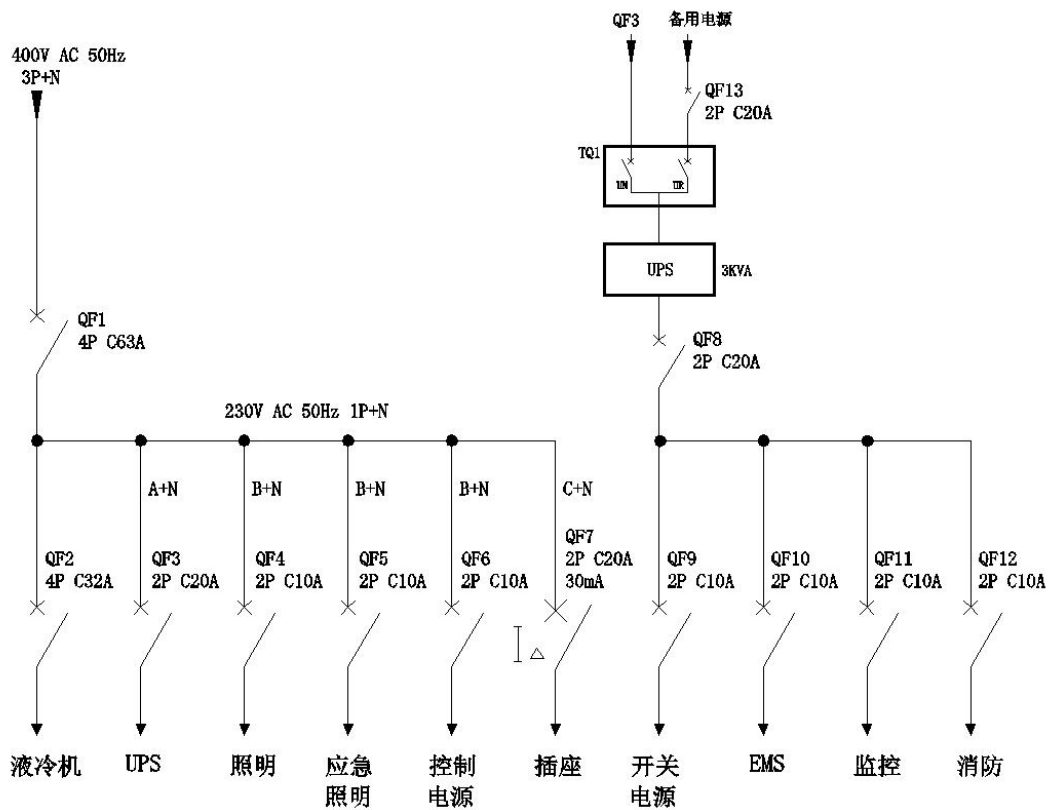 QF3
备用电源
400V AC 50Hz
3P+N
QF13
2P C20A
TQ1
UN
UR
UPS
3KVA
QF1
4P C63A
QF8
2P C20A
230V AC 50Hz 1P+N
A+N
B+N
B+N
B+N
C+N
QF2
4P C32A
QF3
2P C20A
QF4
2P C10A
QF5
2P C10A
QF6
2P C10A
QF7
2P C20A
30mA
QF9
2P C10A
QF10
2P C10A
QF11
2P C10A
QF12
2P C10A
液冷机
UPS
照明
应急
照明
控制
电源
插座
开关
电源
EMS
监控
消防